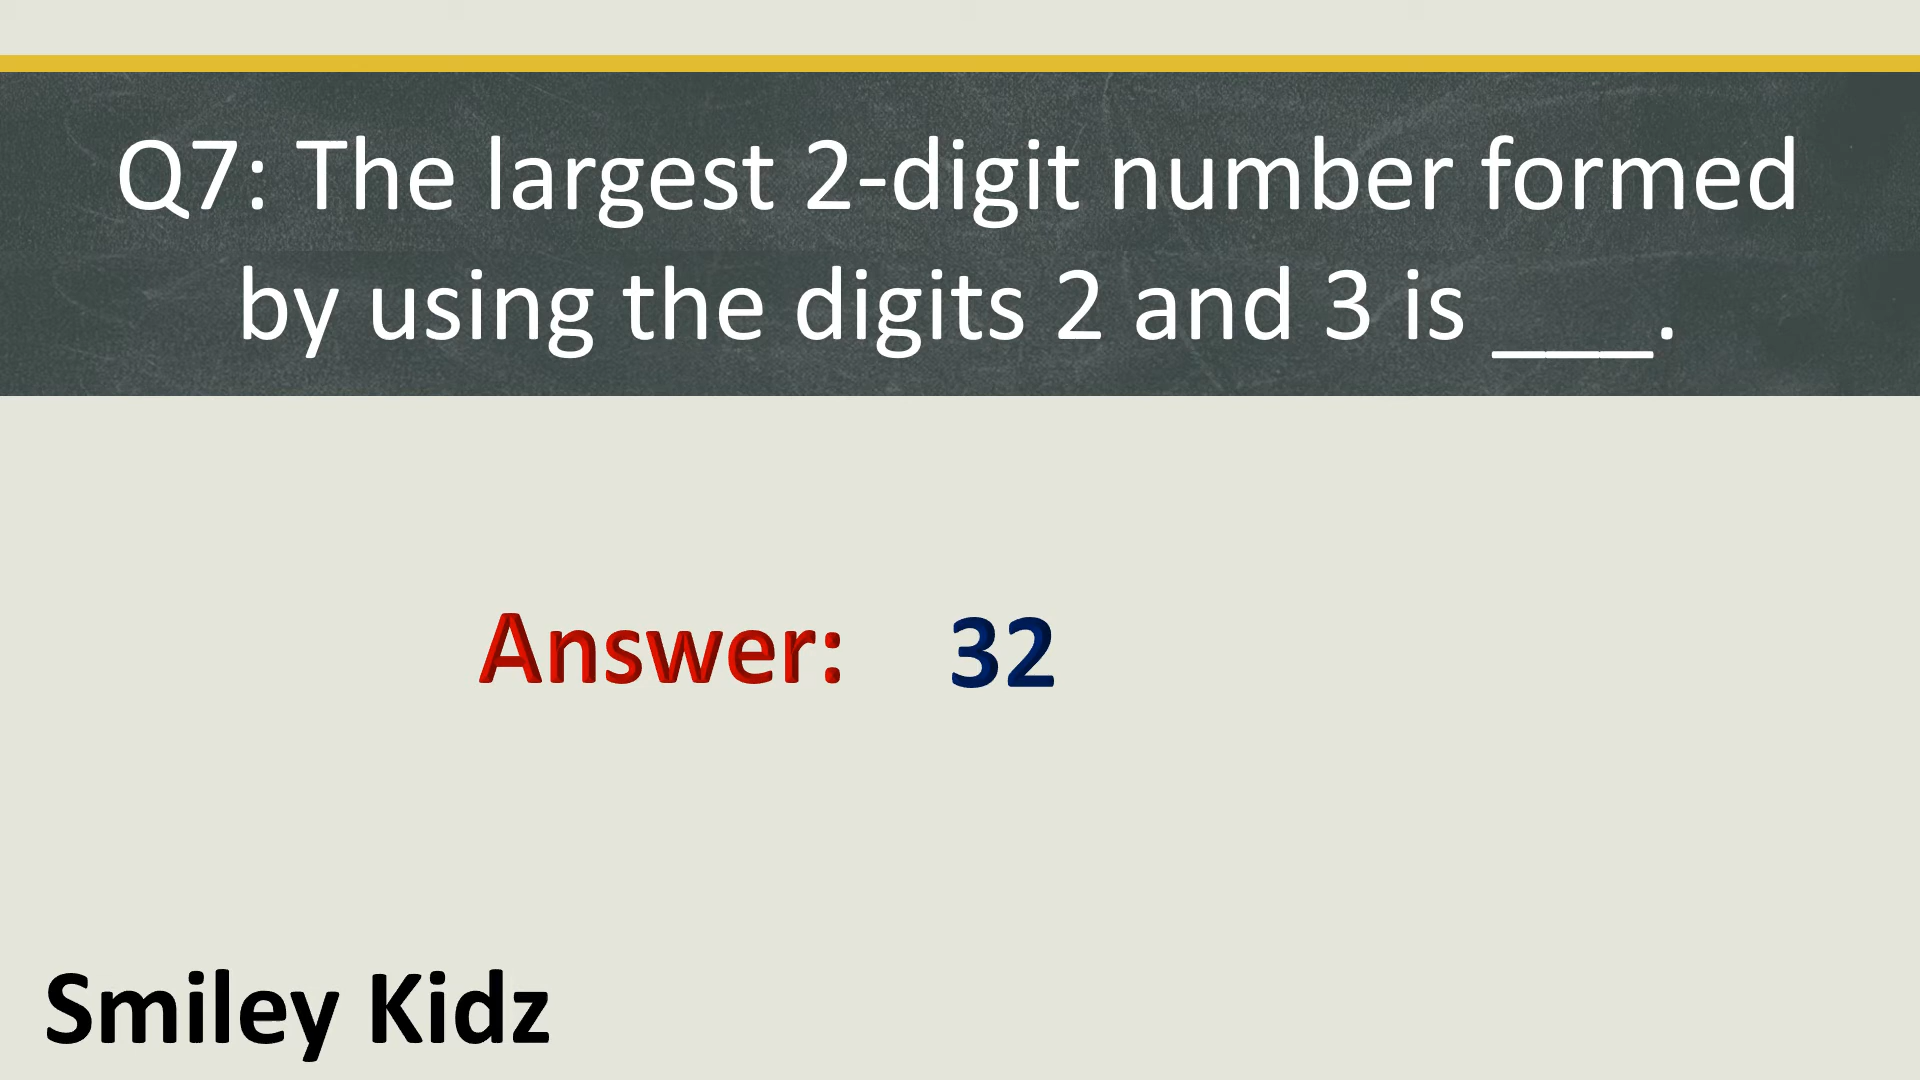 Q7: The largest 2-digit number formed
by using the digits 2 and 3 is ___.
Answer: 32
Smiley Kidz